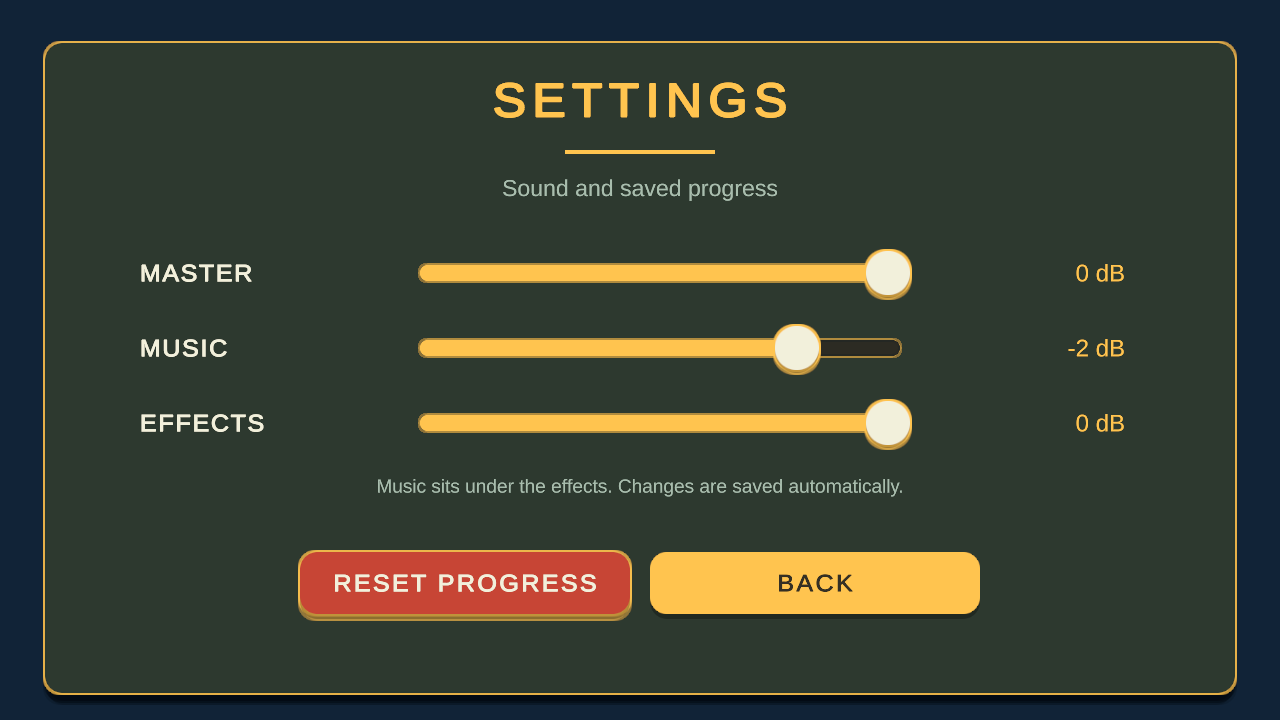 SETTINGS
Sound and saved progress
MASTER 0 dB
MUSIC -2 dB
EFFECTS 0 dB
Music sits under the effects. Changes are saved automatically.
RESET PROGRESS BACK